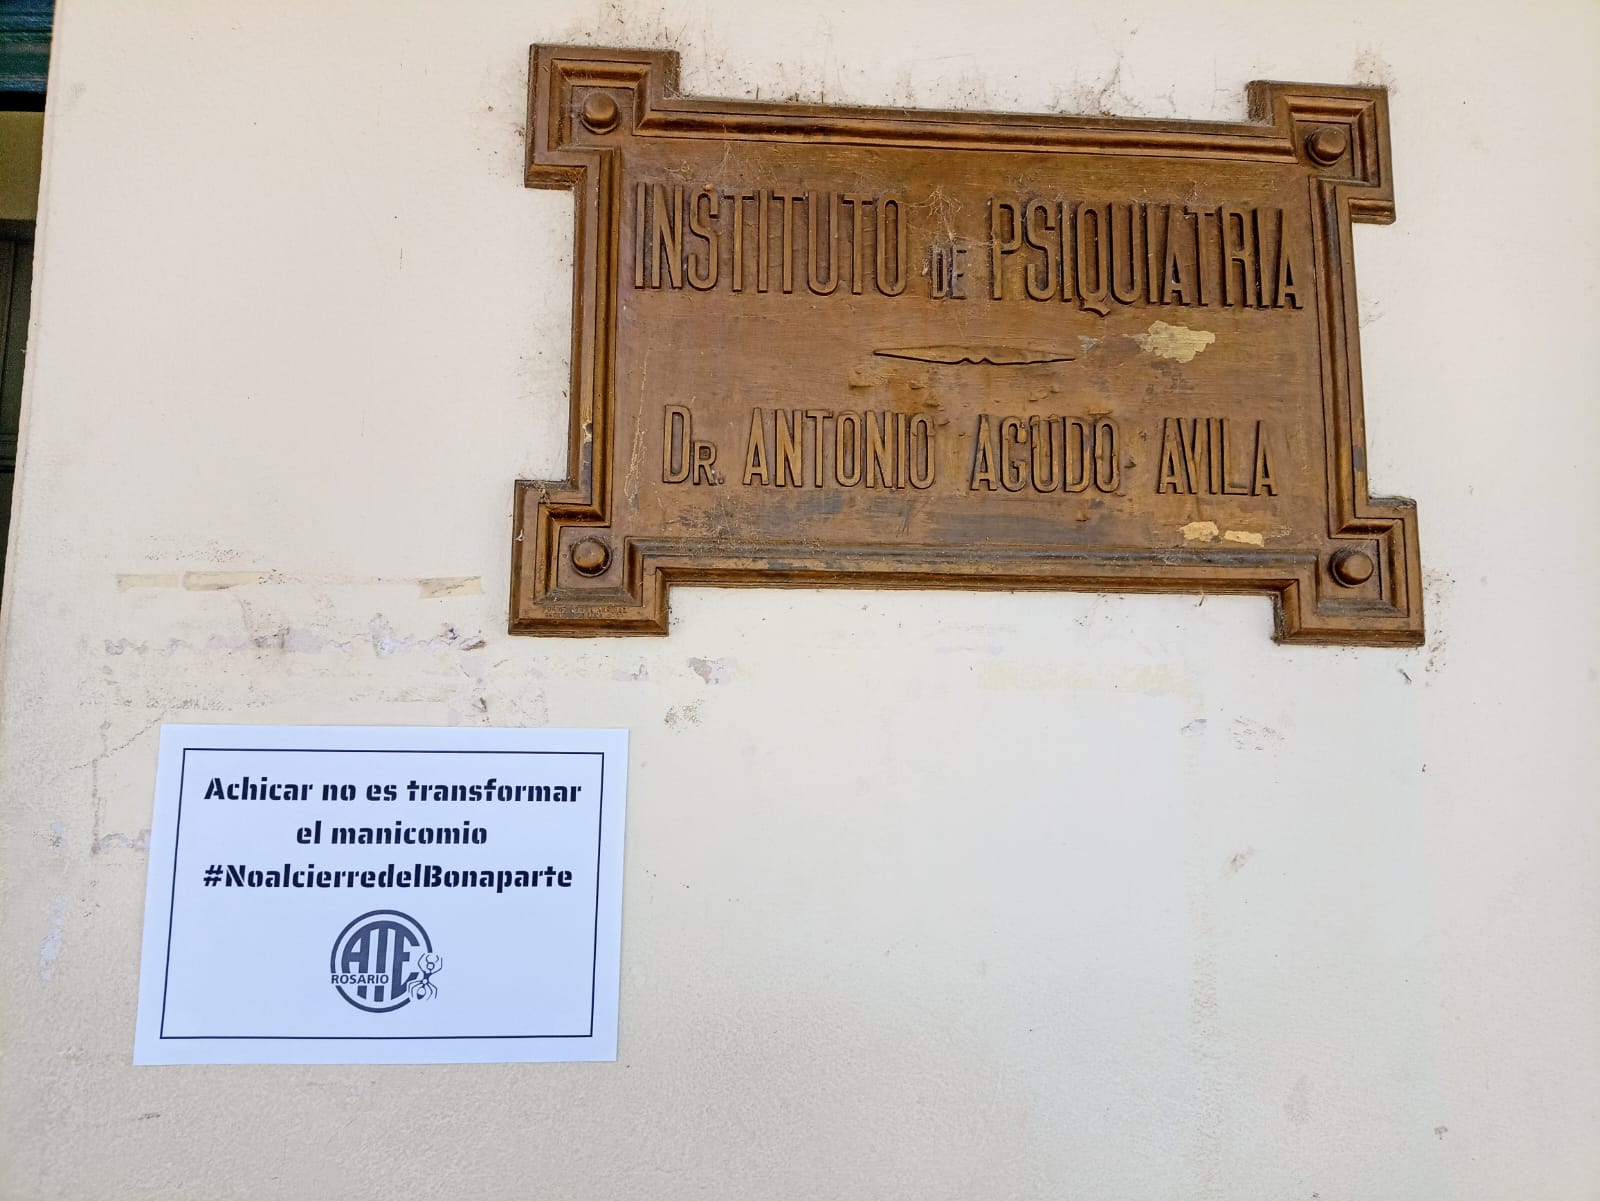 INSTITUTO DE PSIQUIATRIA
DR. ANTONIO AGUDO AVILA
Achicar no es transformar
el manicomio
#NoalcierredelBonaparte
ATE
ROSARIO